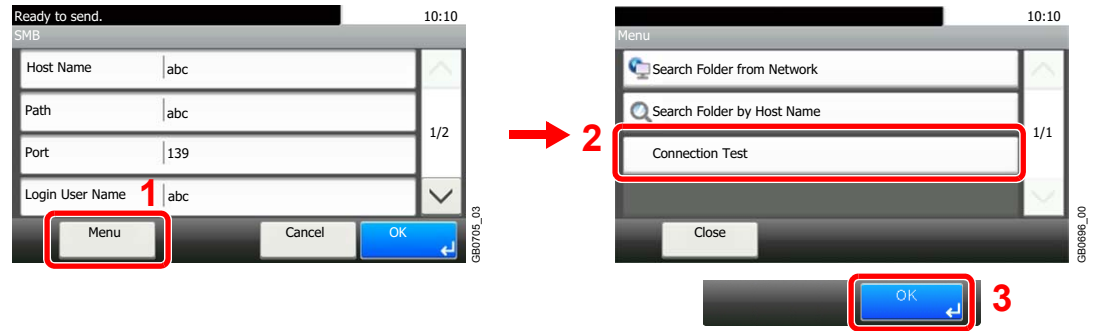 Ready to send. 10:10
SMB
Host Name abc
Path abc
1/2
Port 139
Login User Name abc
1
Menu Cancel OK
GB0705_03
2
10:10
Menu
Search Folder from Network
Search Folder by Host Name
1/1
Connection Test
Close
GB0696_00
OK
3